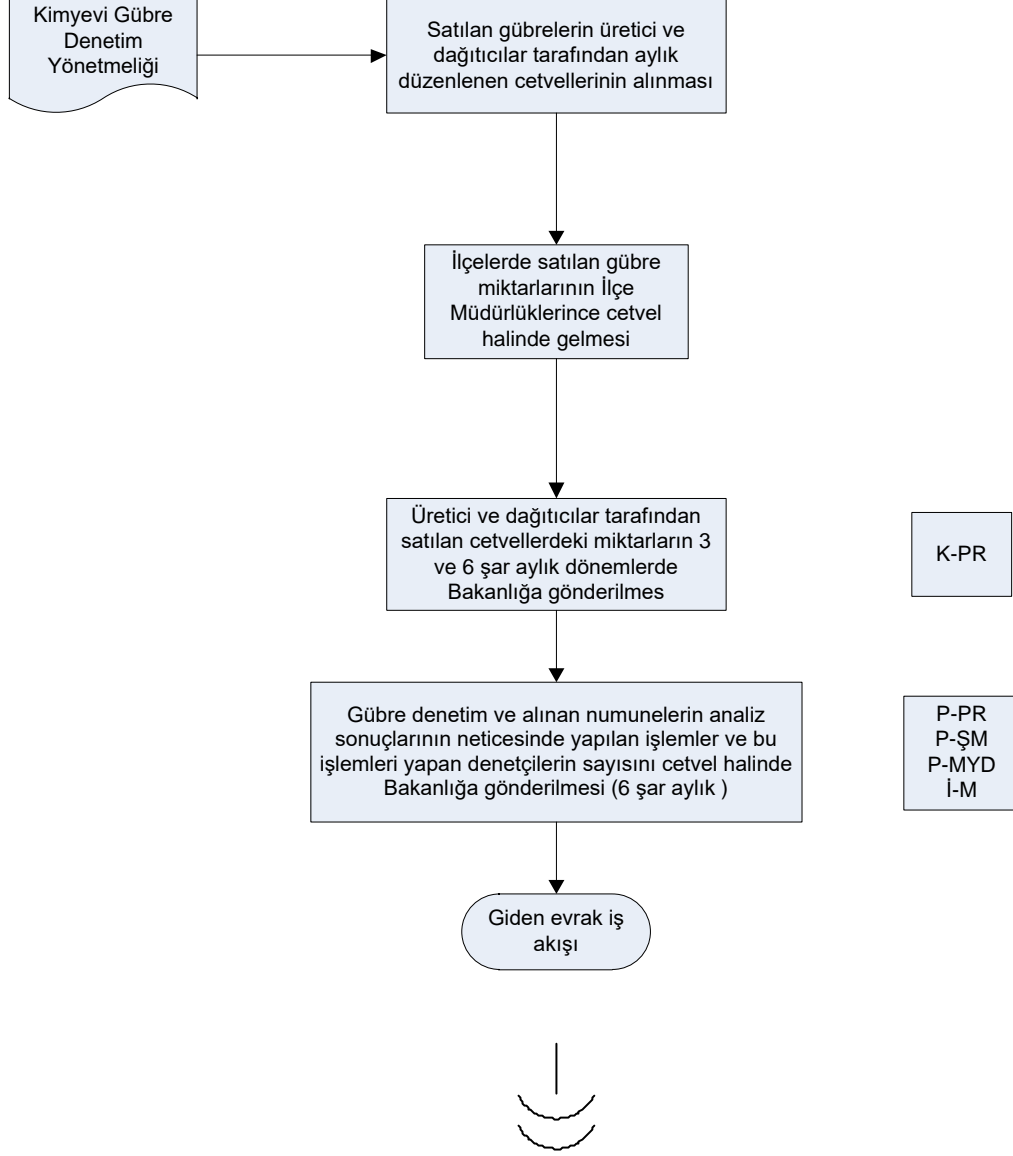 Kimyevi Gübre
Denetim
Yönetmeliği
Satılan gübrelerin üretici ve
dağıtıcılar tarafından aylık
düzenlenen cetvellerinin alınması
İlçelerde satılan gübre
miktarlarının İlçe
Müdürlüklerince cetvel
halinde gelmesi
Üretici ve dağıtıcılar tarafından
satılan cetvellerdeki miktarların 3
ve 6 şar aylık dönemlerde
Bakanlığa gönderilmes
K-PR
Gübre denetim ve alınan numunelerin analiz
sonuçlarının neticesinde yapılan işlemler ve bu
işlemleri yapan denetçilerin sayısını cetvel halinde
Bakanlığa gönderilmesi (6 şar aylık )
P-PR
P-ŞM
P-MYD
İ-M
Giden evrak iş
akışı